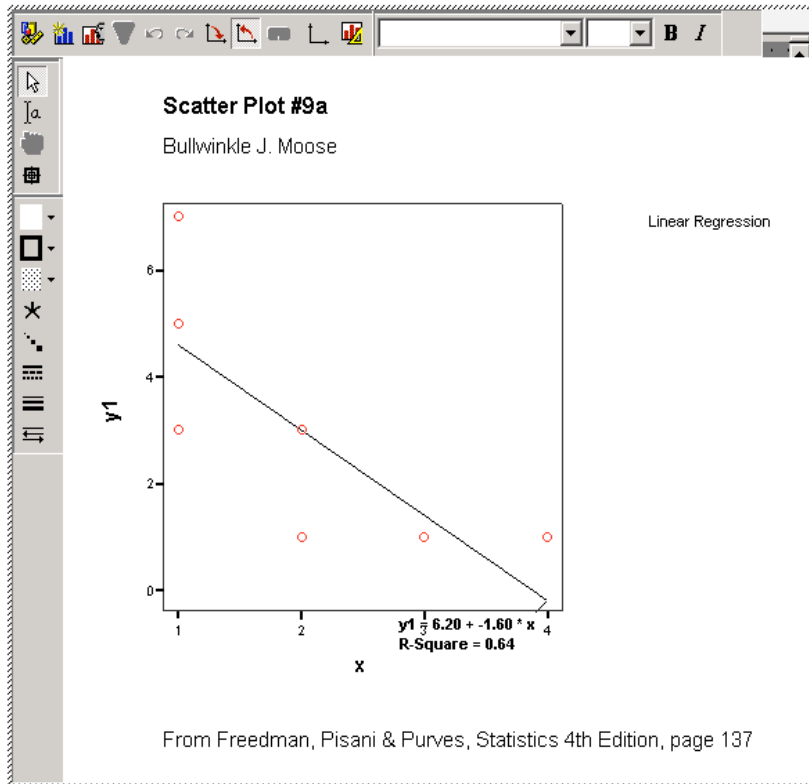 B I
a
Scatter Plot #9a
Bullwinkle J. Moose
Linear Regression
6
4
y1
2
0
1 2 3 4
y1 = 6.20 + -1.60 * x
R-Square = 0.64
x
From Freedman, Pisani & Purves, Statistics 4th Edition, page 137